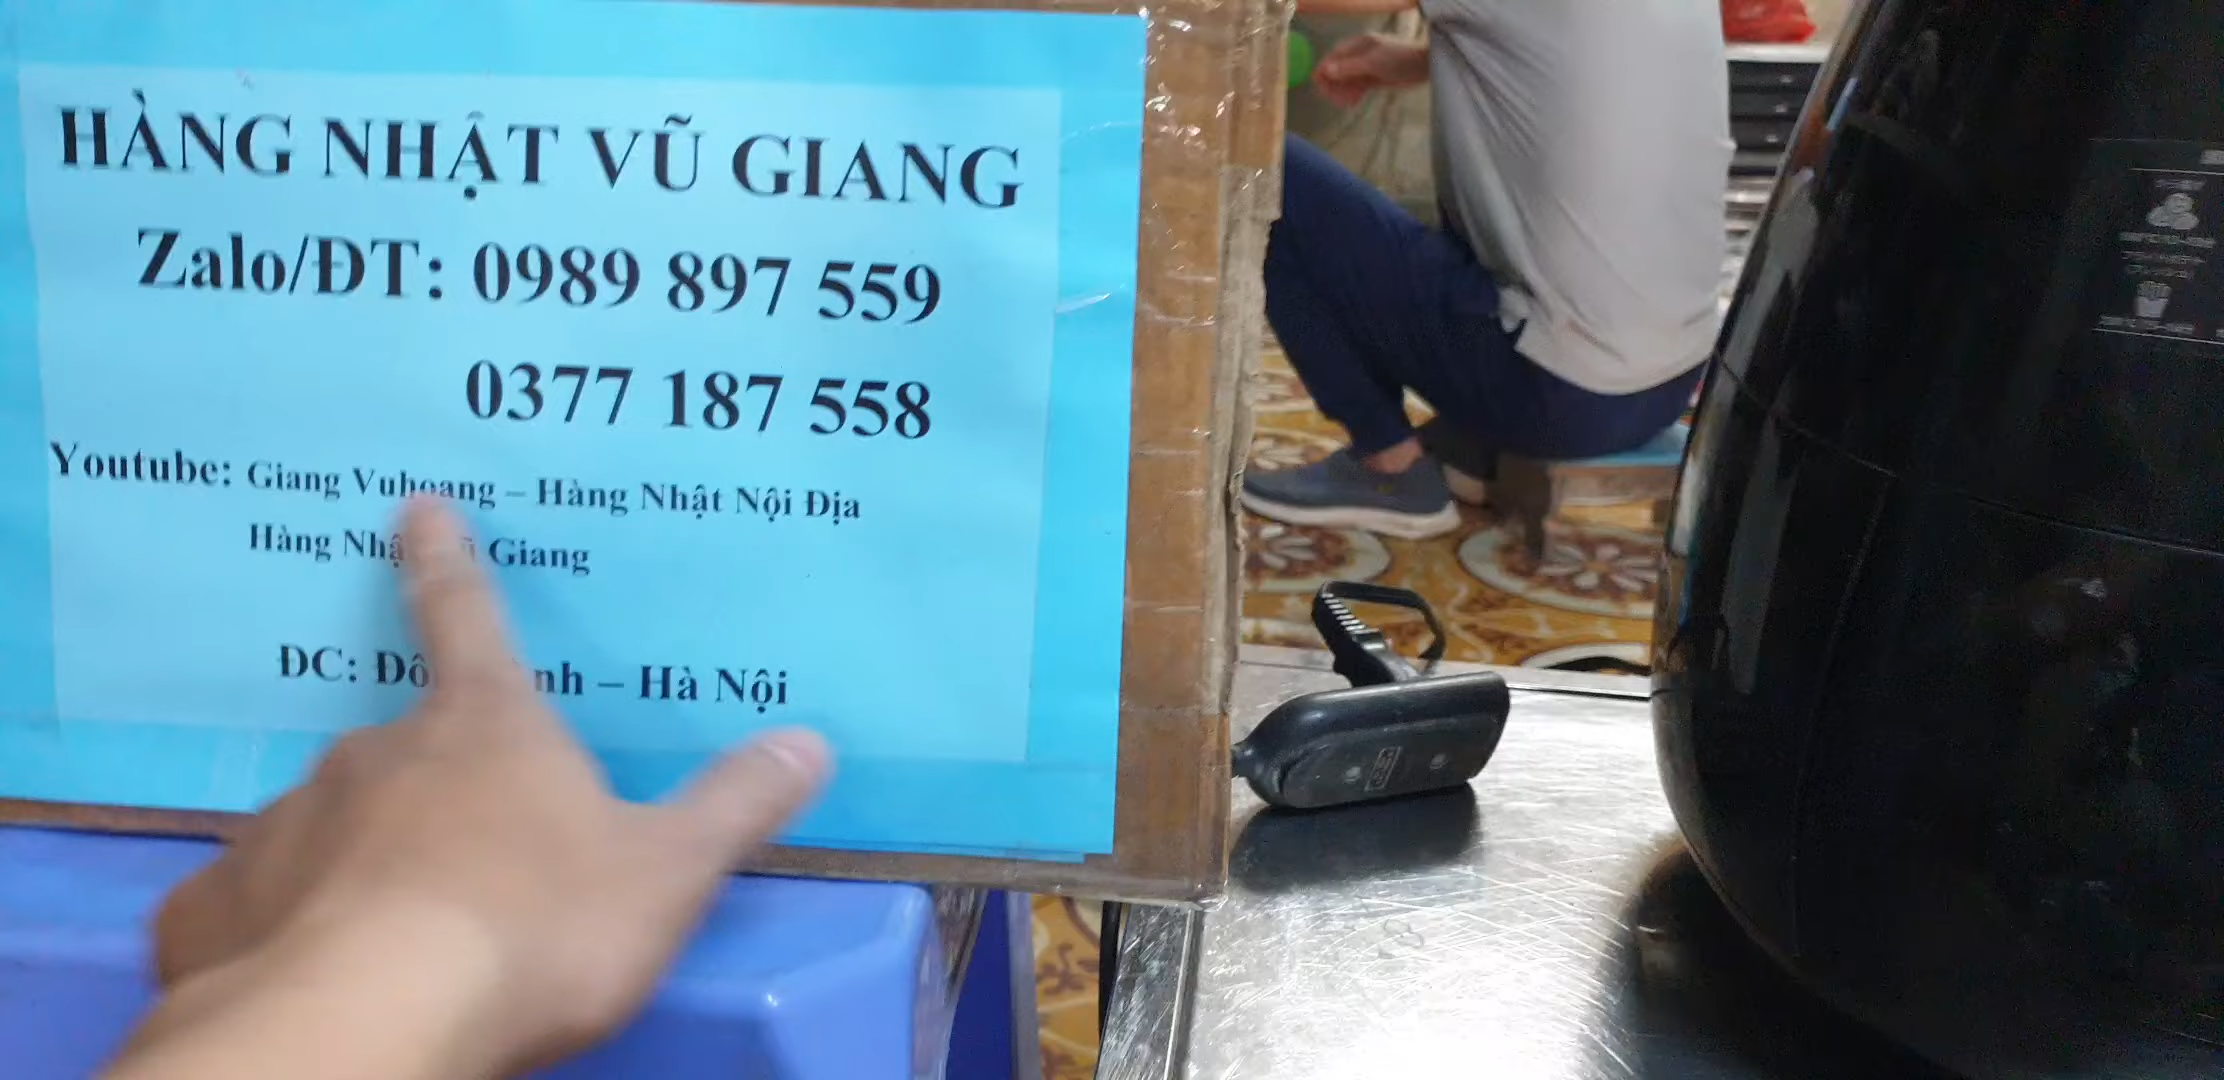 HÀNG NHẬT VŨ GIANG
Zalo/ĐT: 0989 897 559
0377 187 558
Youtube: Giang Vuhoang – Hàng Nhật Nội Địa
Hàng Giang
ĐC: – Hà Nội